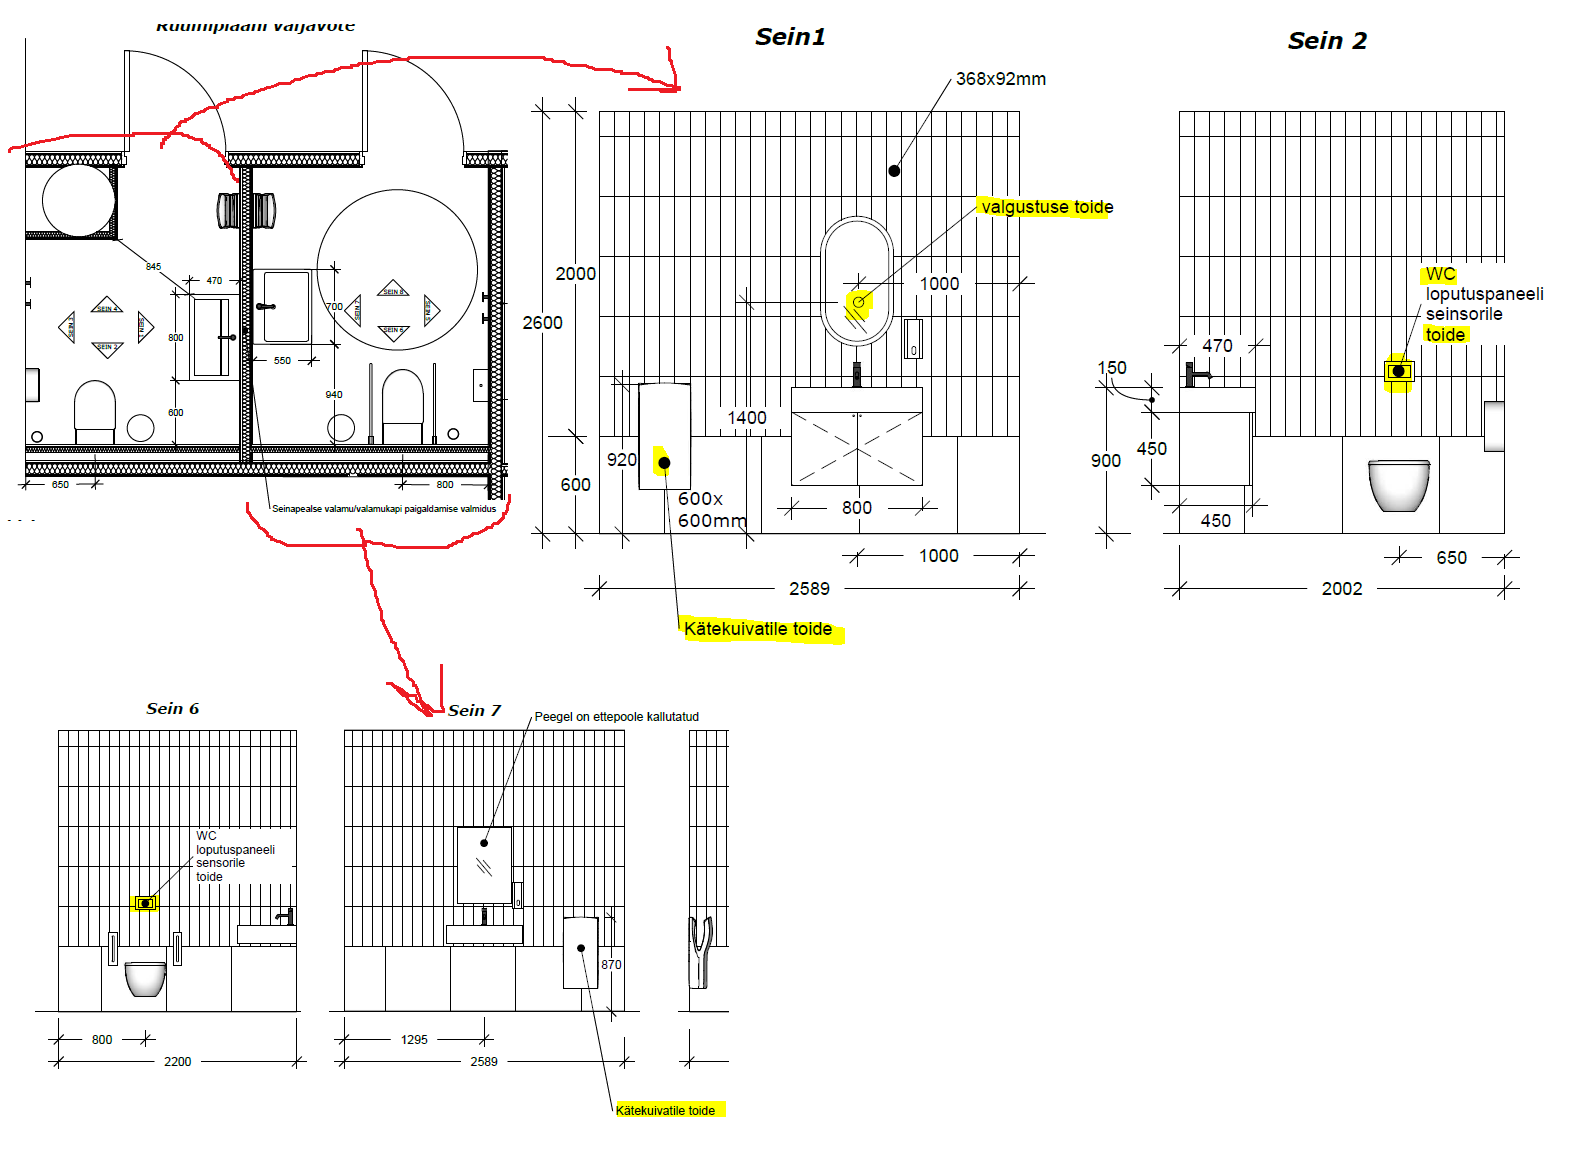 Ruumiplaani väljavõte
Sein1
Sein 2
368x92mm
valgustuse toide
1000
2000
2600
1400
920
600
600x
600mm
800
1000
2589
Kätekuivatile toide
WC
loputuspaneeli
seinsorile
toide
470
150
450
900
450
650
2002
845
470
800
600
700
550
940
SEIN 4
SEIN 3
SEIN 1
SEIN 2
SEIN 8
SEIN 7
SEIN 5
SEIN 6
650
800
Seinapealse valamu/valamukapi paigaldamise valmidus
Sein 6
WC
loputuspaneeli
sensorile
toide
800
2200
Sein 7
Peegel on ettepoole kallutatud
870
1295
2589
Kätekuivatile toide